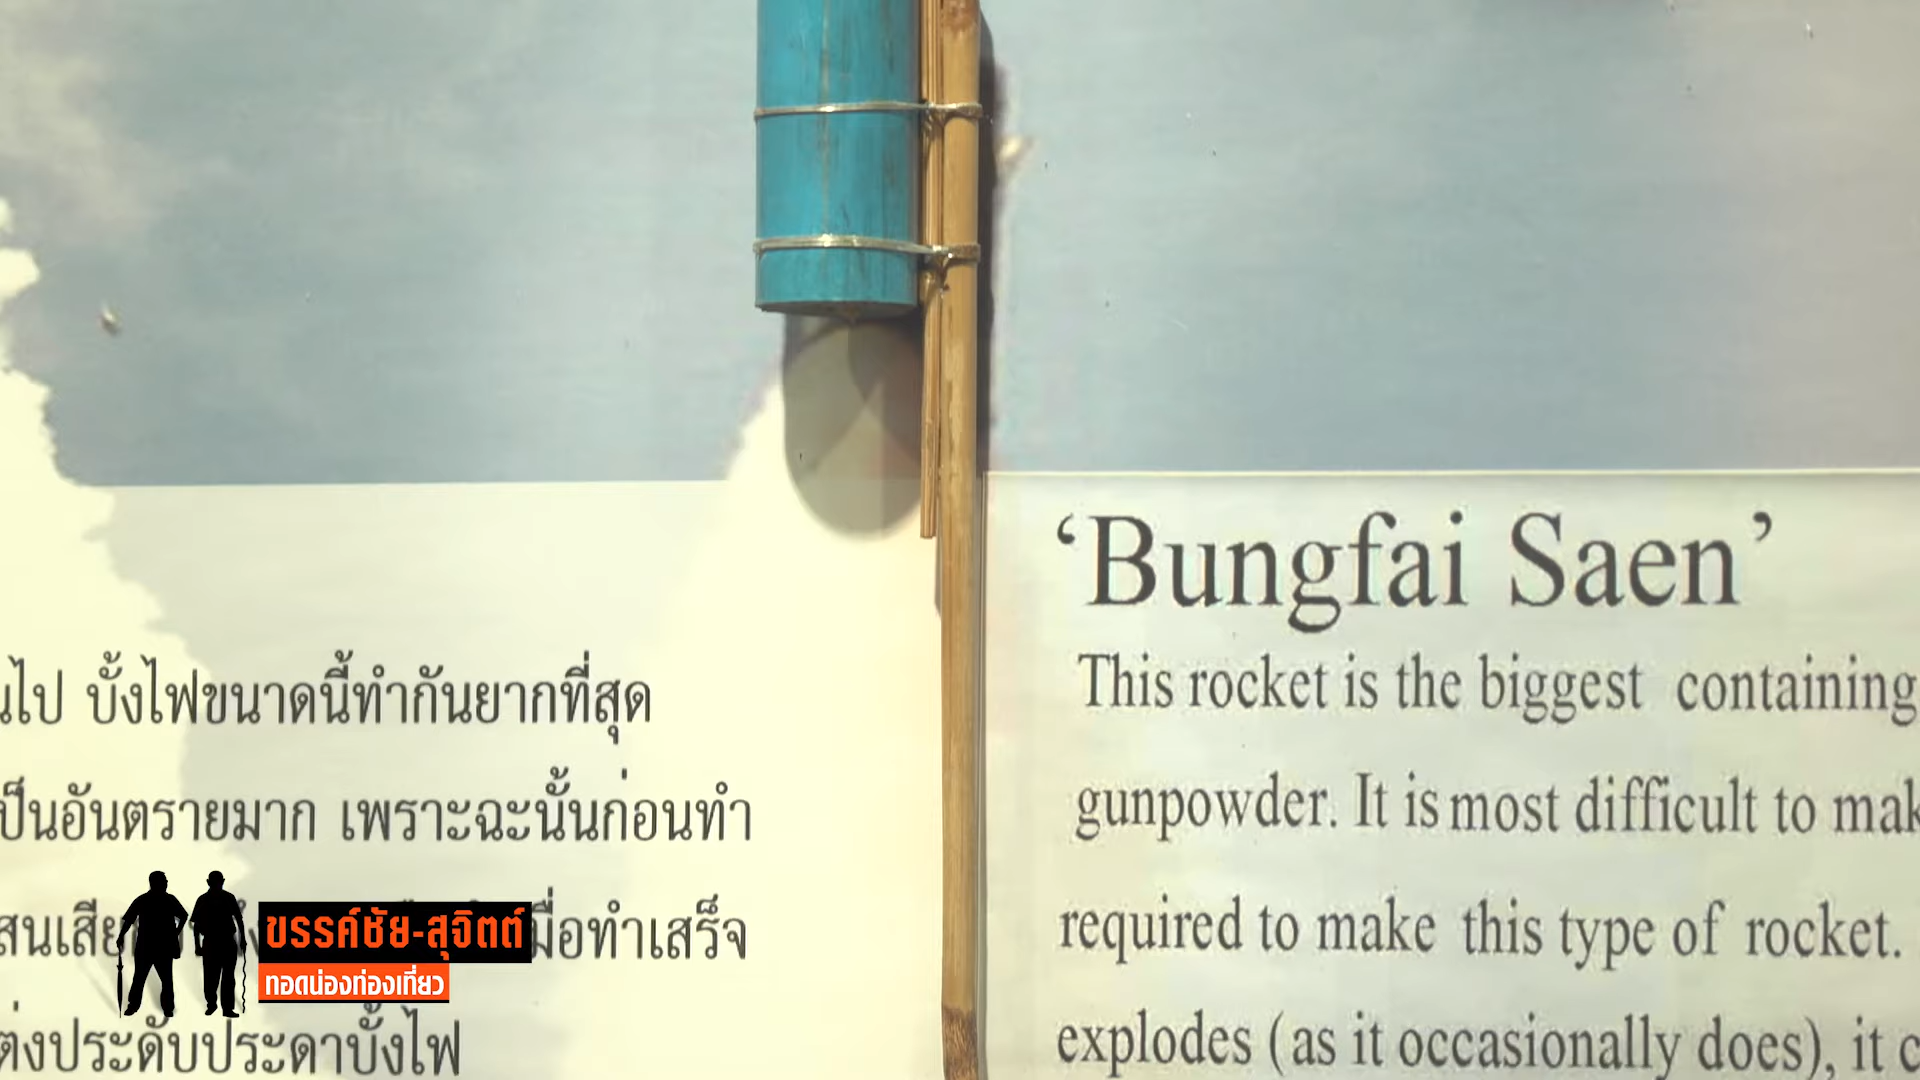 ‘Bungfai Saen’
This rocket is the biggest containing
gunpowder. It is most difficult to mak
required to make this type of rocket.
explodes (as it occasionally does), it c
นไป บั้งไฟขนาดนี้ทำกันยากที่สุด
ป็นอันตรายมาก เพราะฉะนั้นก่อนทำ
สนเสีย มื่อทำเสร็จ
ต่งประดับประดาบั้งไฟ
ขรรค์ชัย-สุจิตต์
ทอดน่องท่องเที่ยว